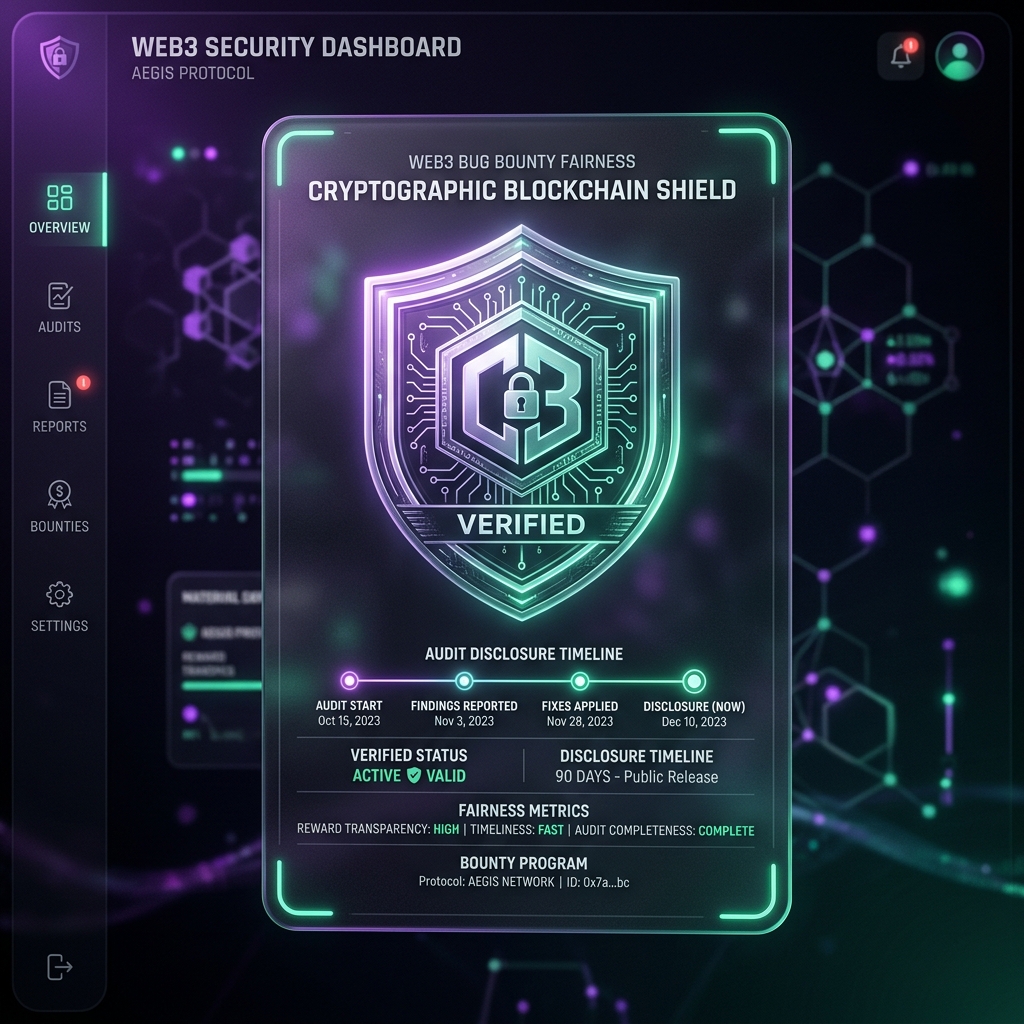 WEB3 SECURITY DASHBOARD
AEGIS PROTOCOL
OVERVIEW
AUDITS
REPORTS
BOUNTIES
SETTINGS
WEB3 BUG BOUNTY FAIRNESS
CRYPTOGRAPHIC BLOCKCHAIN SHIELD
VERIFIED
AUDIT DISCLOSURE TIMELINE
AUDIT START FINDINGS REPORTED FIXES APPLIED DISCLOSURE (NOW)
Oct 15, 2023 Nov 3, 2023 Nov 28, 2023 Dec 10, 2023
VERIFIED STATUS DISCLOSURE TIMELINE
ACTIVE VALID 90 DAYS - Public Release
FAIRNESS METRICS
REWARD TRANSPARENCY: HIGH | TIMELINESS: FAST | AUDIT COMPLETENESS: COMPLETE
BOUNTY PROGRAM
Protocol: AEGIS NETWORK | ID: 0x7a...bc